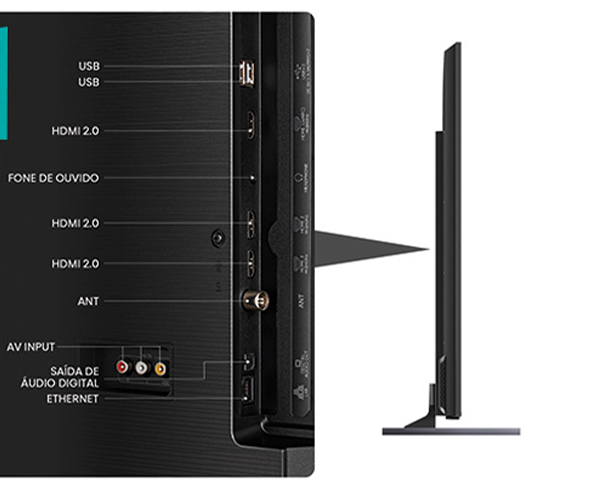 USB
USB
HDMI 2.0
FONE DE OUVIDO
HDMI 2.0
HDMI 2.0
ANT
ANT
AV INPUT
SAÍDA DE
ÁUDIO DIGITAL
ETHERNET